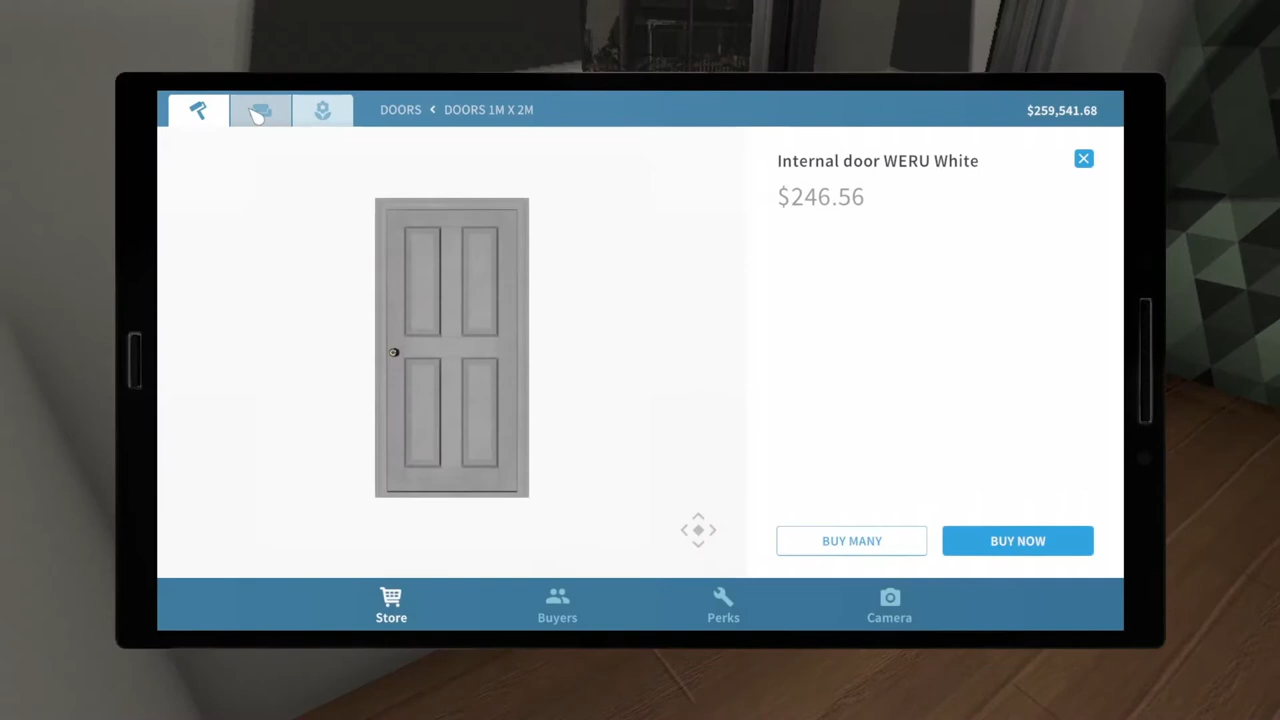 DOORS < DOORS 1M X 2M
$259,541.68
Internal door WERU White
$246.56
BUY MANY
BUY NOW
Store
Buyers
Perks
Camera